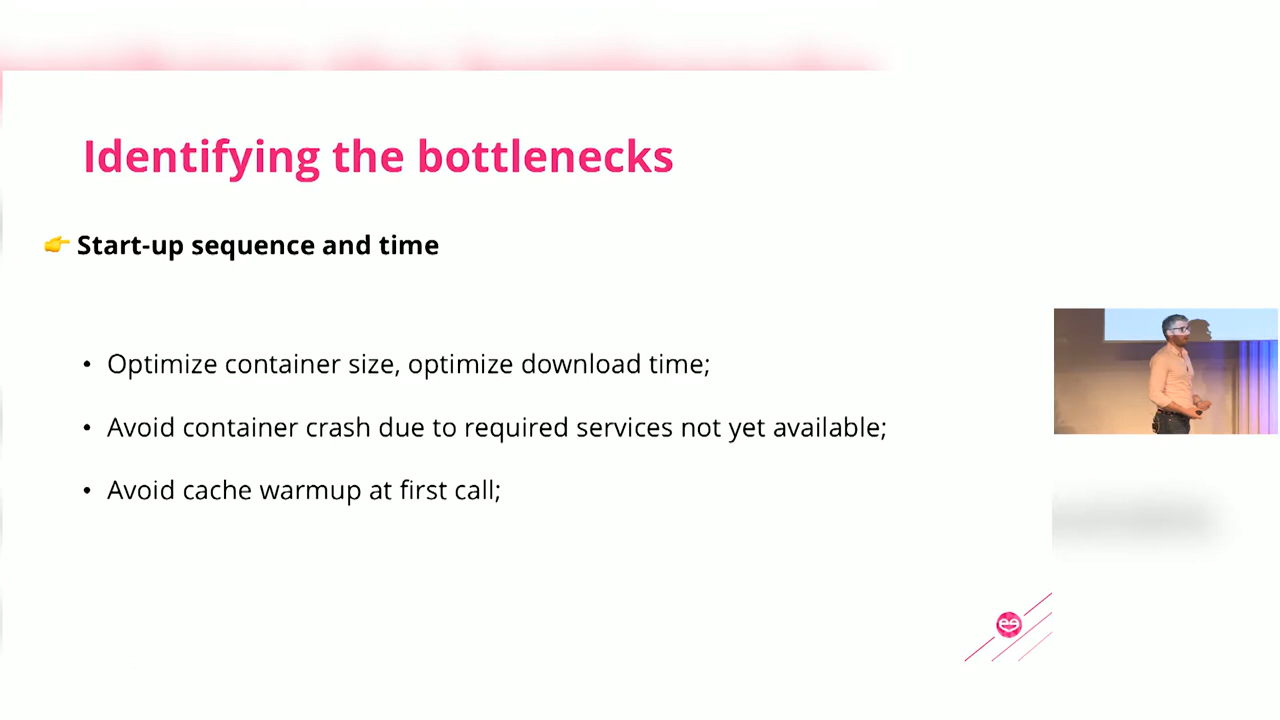 Identifying the bottlenecks
👉 Start-up sequence and time
• Optimize container size, optimize download time;
• Avoid container crash due to required services not yet available;
• Avoid cache warmup at first call;